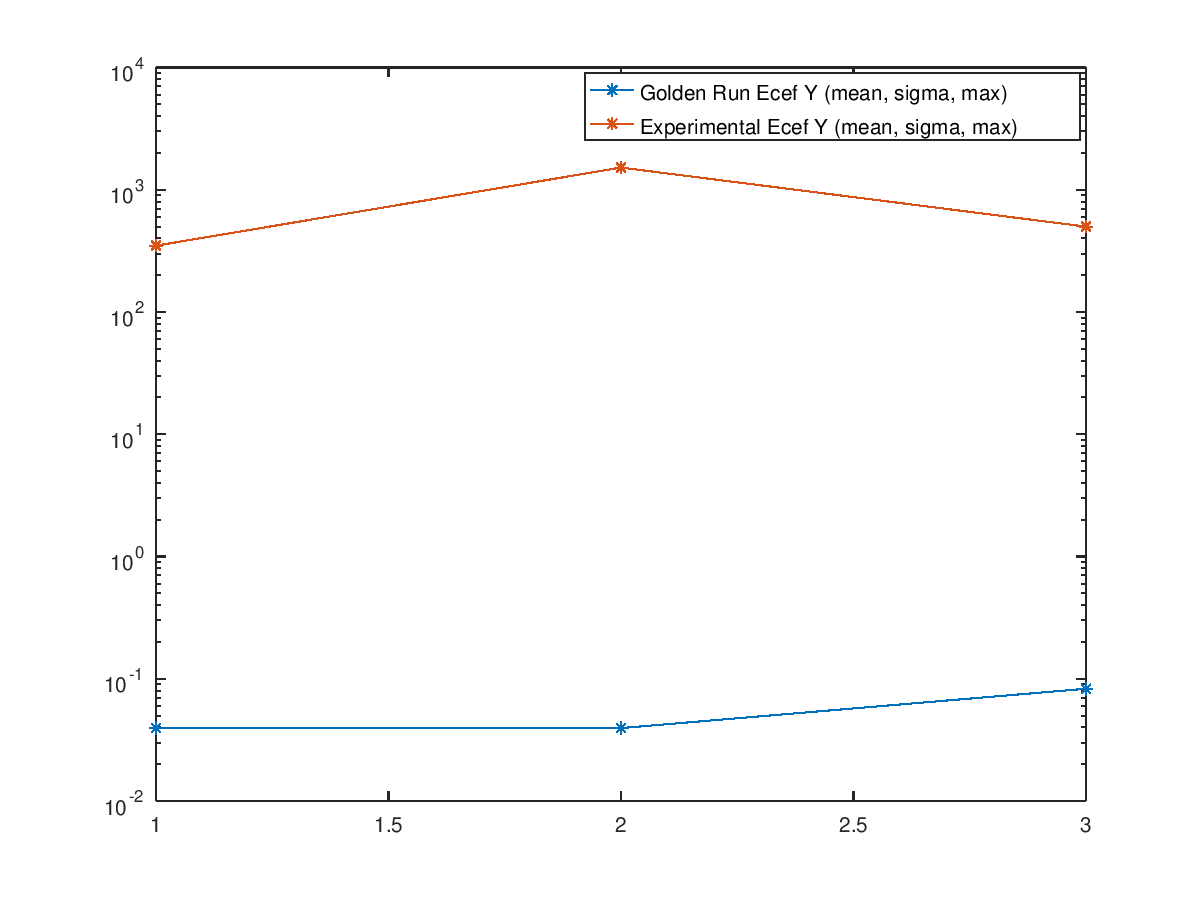 10^4
Golden Run Ecef Y (mean, sigma, max)
Experimental Ecef Y (mean, sigma, max)
10^3
10^2
10^1
10^0
10^-1
10^-2
1 1.5 2 2.5 3